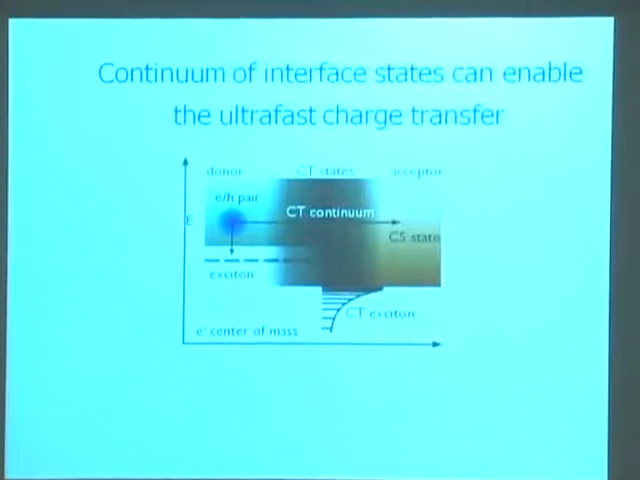 Continuum of interface states can enable
the ultrafast charge transfer
donor CT states acceptor
e/h pair
CT continuum
E
CS state
exciton
CT exciton
e⁻ center of mass